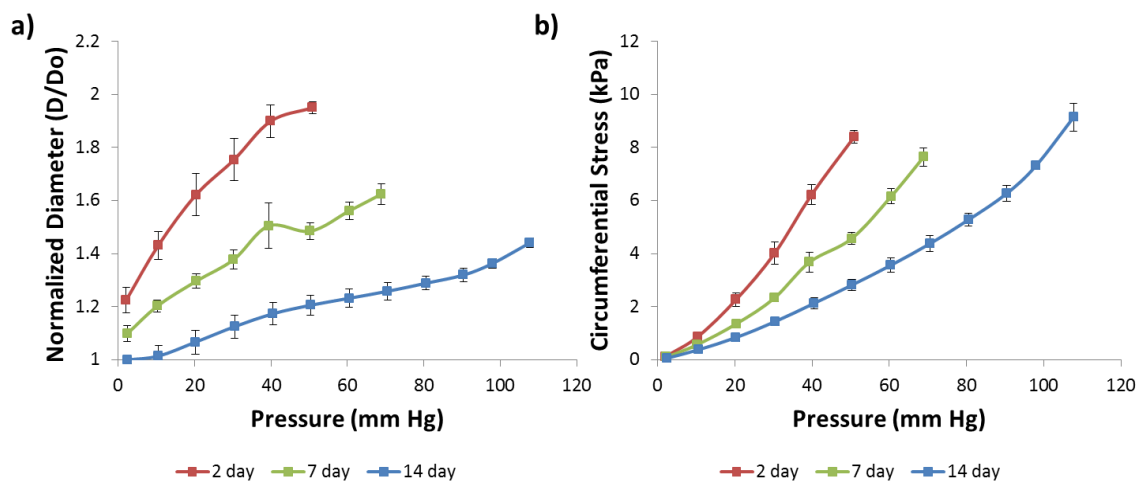 a)
Normalized Diameter (D/Do)
2.2
2
1.8
1.6
1.4
1.2
1
0 20 40 60 80 100 120
Pressure (mm Hg)
2 day 7 day 14 day
b)
Circumferential Stress (kPa)
12
10
8
6
4
2
0
0 20 40 60 80 100 120
Pressure (mm Hg)
2 day 7 day 14 day